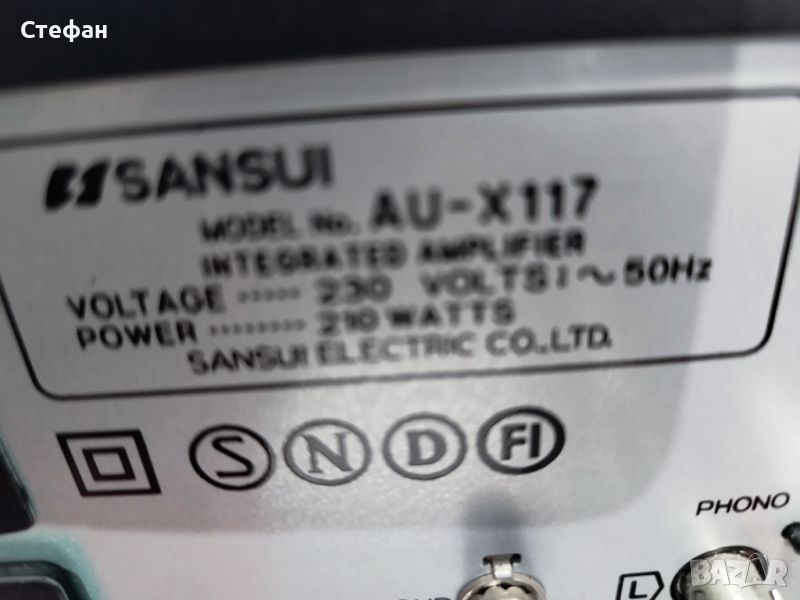 Стефан
SANSUI
MODEL No. AU-X117
INTEGRATED AMPLIFIER
VOLTAGE ····· 230 VOLTS: ~ 50Hz
POWER ········· 210 WATTS
SANSUI ELECTRIC CO.,LTD.
S N D FI
PHONO
L
BAZAR